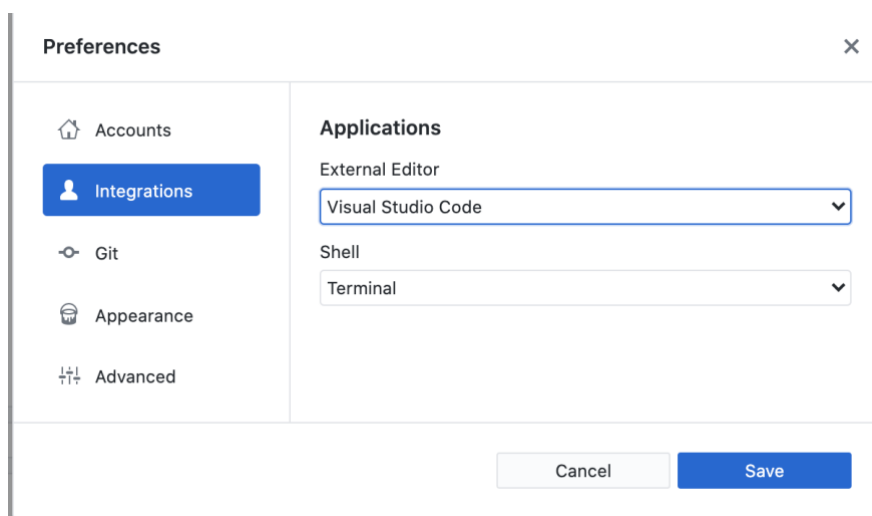 Preferences
Accounts
Integrations
Git
Appearance
Advanced
Applications
External Editor
Visual Studio Code
Shell
Terminal
Cancel
Save